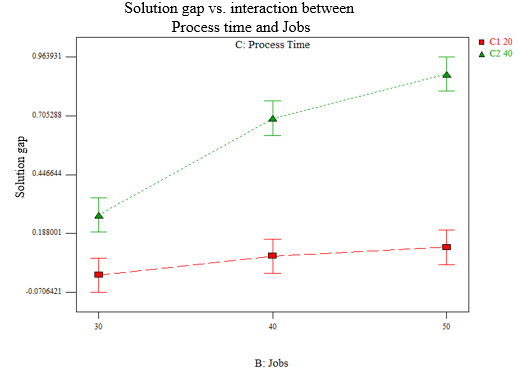 Solution gap vs. interaction between
Process time and Jobs
C: Process Time
C1 20
C2 40
Solution gap
0.963931
0.705288
0.446644
0.188001
-0.0706421
30
40
50
B: Jobs